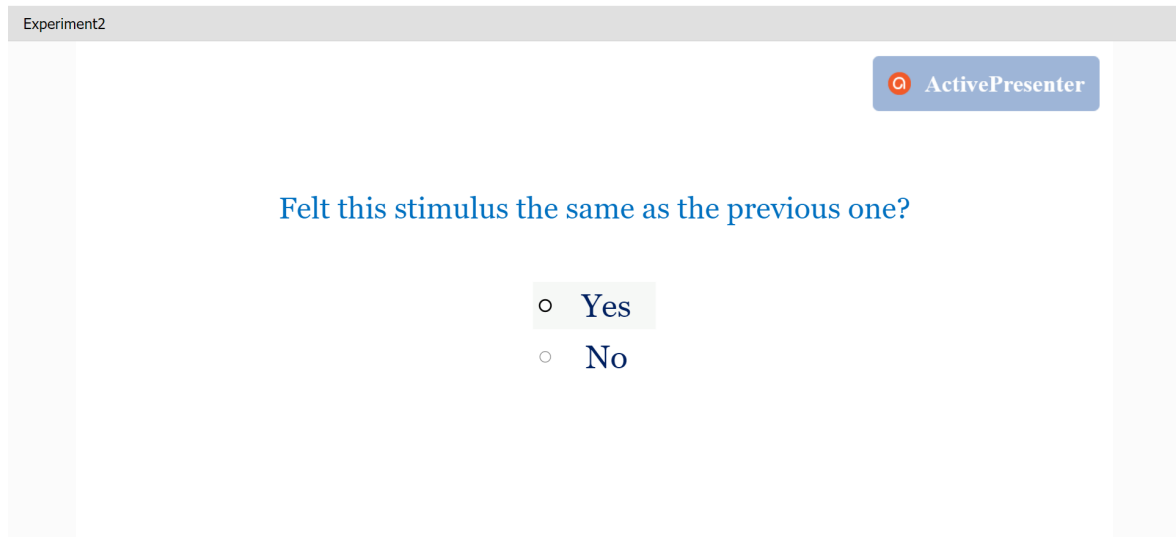 Experiment2
ActivePresenter
Felt this stimulus the same as the previous one?
Yes
No